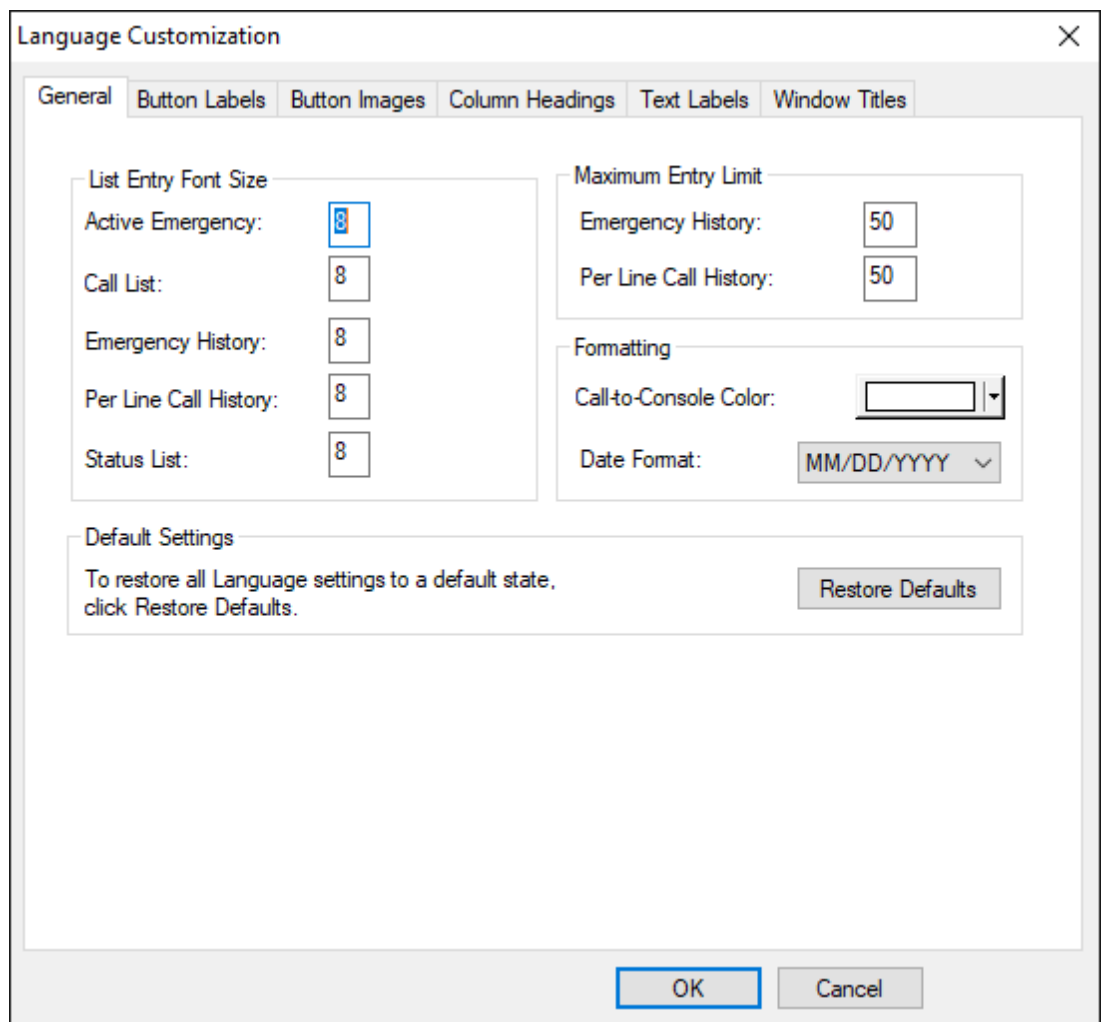 Language Customization
General Button Labels Button Images Column Headings Text Labels Window Titles
List Entry Font Size
Active Emergency: 8
Call List: 8
Emergency History: 8
Per Line Call History: 8
Status List: 8
Maximum Entry Limit
Emergency History: 50
Per Line Call History: 50
Formatting
Call-to-Console Color:
Date Format: MM/DD/YYYY
Default Settings
To restore all Language settings to a default state,
click Restore Defaults.
Restore Defaults
OK Cancel